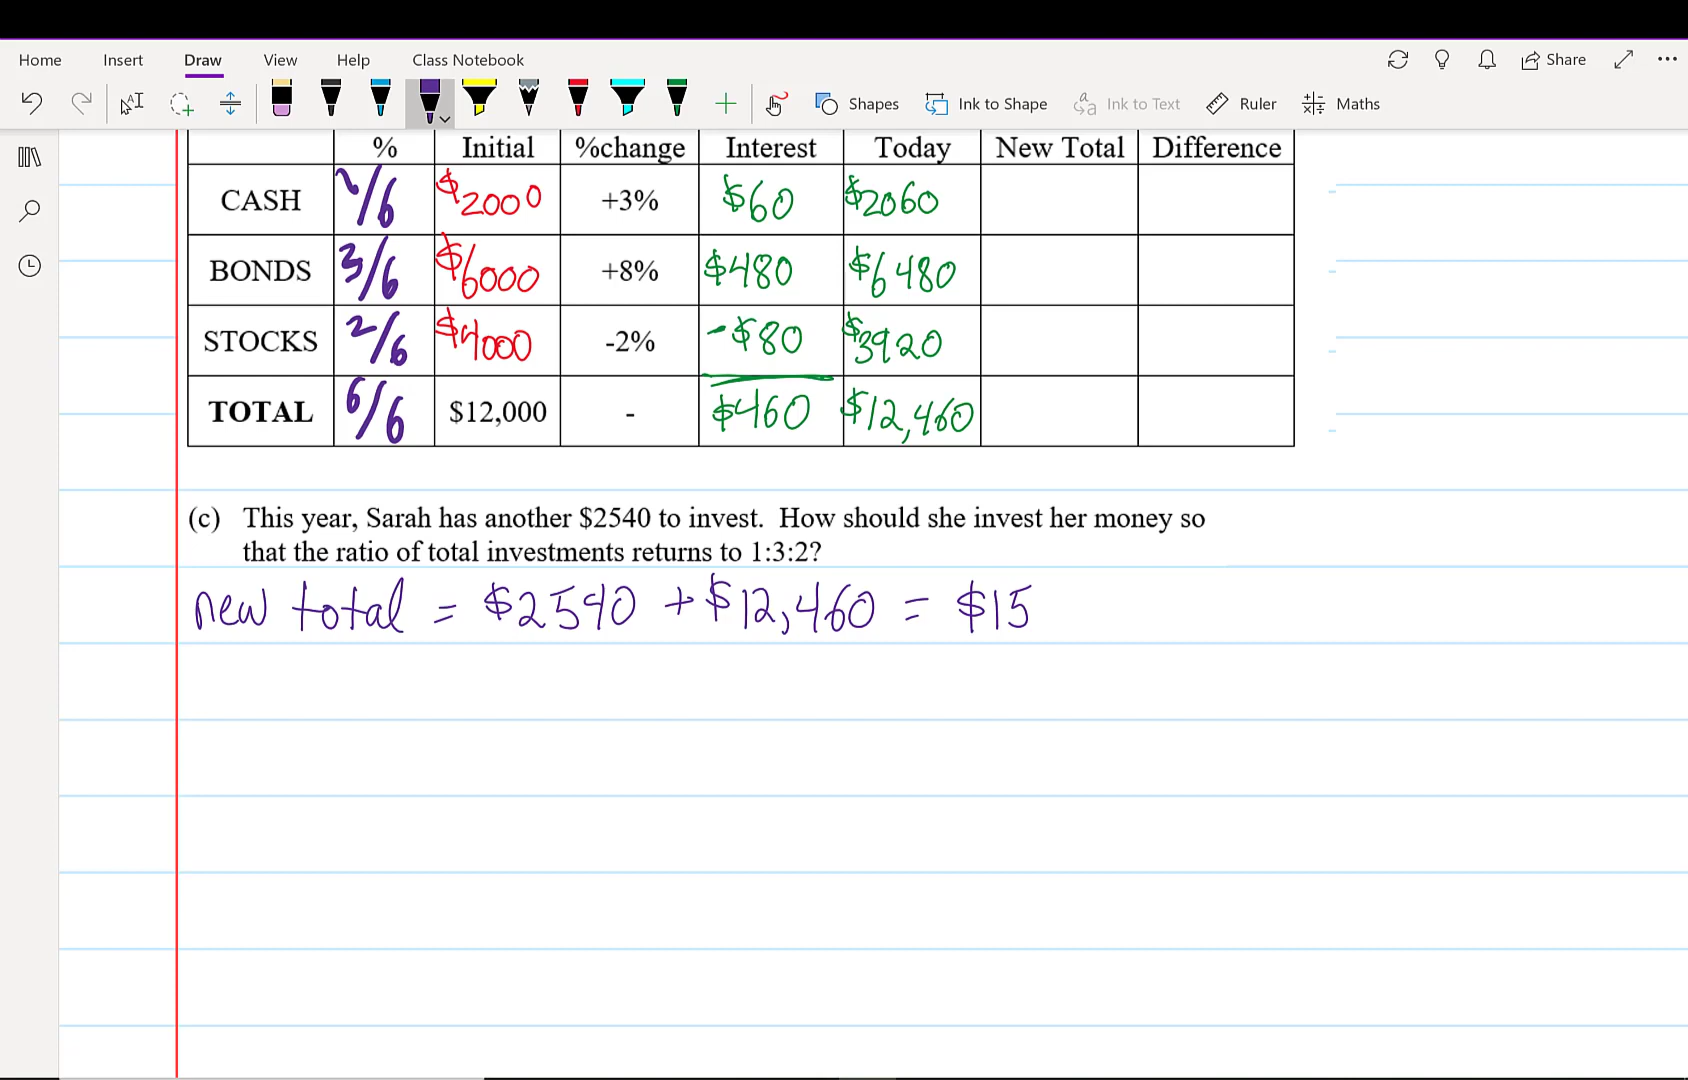 Home Insert Draw View Help Class Notebook Share
Shapes Ink to Shape Ink to Text Ruler Maths
% Initial %change Interest Today New Total Difference
CASH 1/6 $2000 +3% $60 $2060
BONDS 3/6 $6000 +8% $480 $6480
STOCKS 2/6 $4000 -2% -$80 $3920
TOTAL 6/6 $12,000 - $460 $12,460
(c) This year, Sarah has another $2540 to invest. How should she invest her money so
that the ratio of total investments returns to 1:3:2?
new total = $2540 + $12,460 = $15